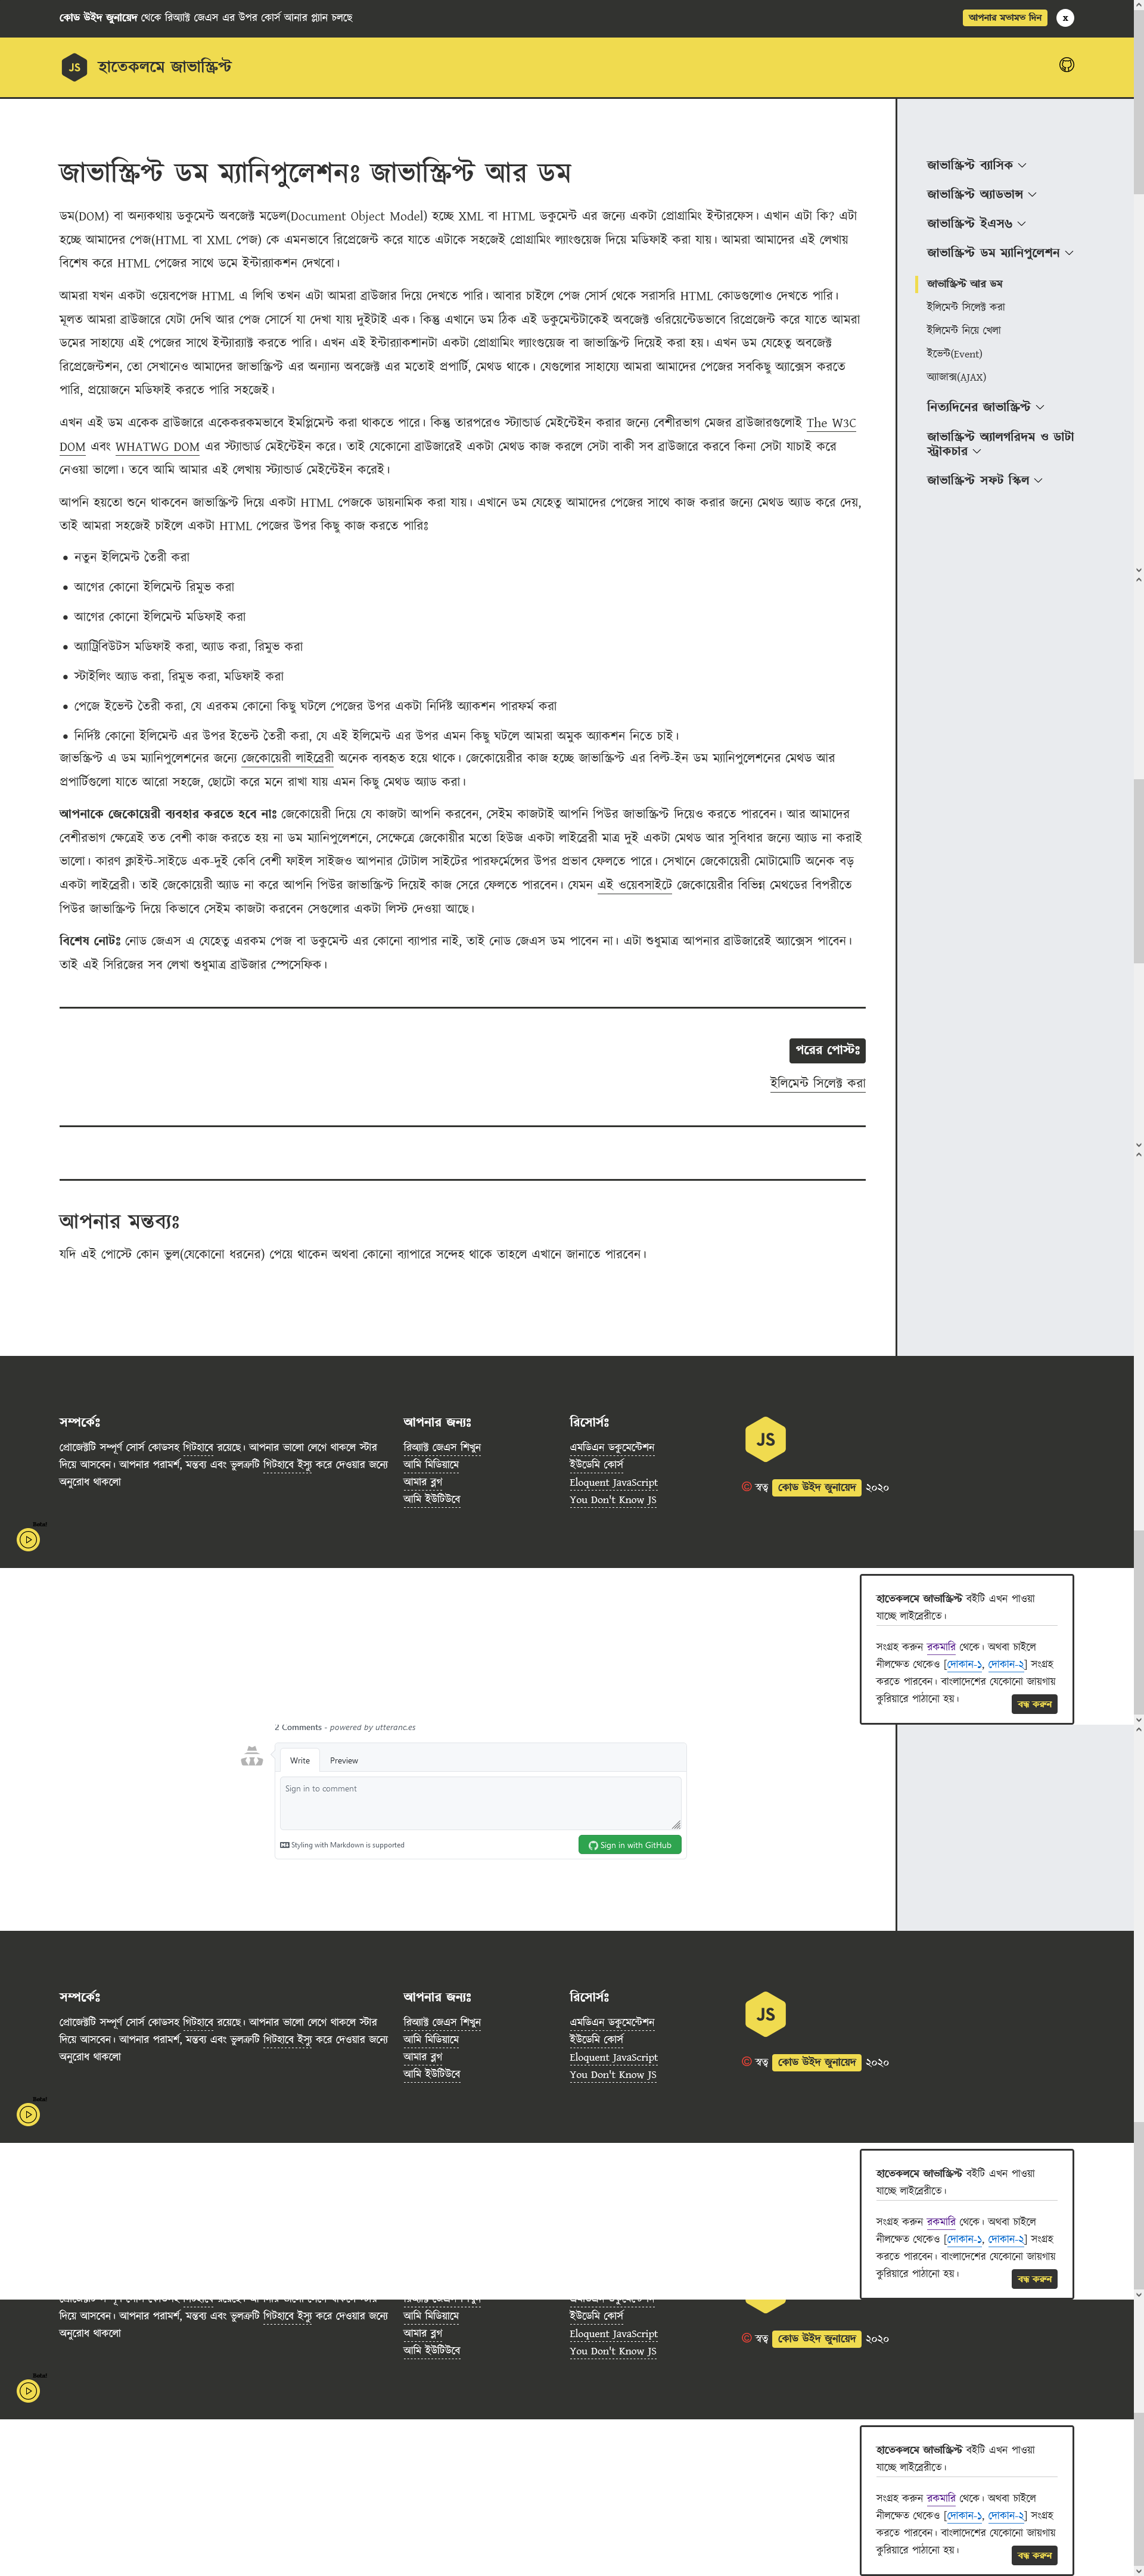 কোড উইদ জুনায়েদ থেকে রিঅ্যাক্ট জেএস এর উপর কোর্স আনার প্ল্যান চলছে
আপনার মতামত দিন
x
JS
হাতেকলমে জাভাস্ক্রিপ্ট
জাভাস্ক্রিপ্ট ডম ম্যানিপুলেশনঃ জাভাস্ক্রিপ্ট আর ডম
ডম(DOM) বা অন্যকথায় ডকুমেন্ট অবজেক্ট মডেল(Document Object Model) হচ্ছে XML বা HTML ডকুমেন্ট এর জন্যে একটা প্রোগ্রামিং ইন্টারফেস। এখান এটা কি? এটা
হচ্ছে আমাদের পেজ(HTML বা XML পেজ) কে এমনভাবে রিপ্রেজেন্ট করে যাতে এটাকে সহজেই প্রোগ্রামিং ল্যাংগুয়েজ দিয়ে মডিফাই করা যায়। আমরা আমাদের এই লেখায়
বিশেষ করে HTML পেজের সাথে ডমে ইন্টার‍্যাকশন দেখবো।
আমরা যখন একটা ওয়েবপেজ HTML এ লিখি তখন এটা আমরা ব্রাউজার দিয়ে দেখতে পারি। আবার চাইলে পেজ সোর্স থেকে সরাসরি HTML কোডগুলোও দেখতে পারি।
মূলত আমরা ব্রাউজারে যেটা দেখি আর পেজ সোর্সে যা দেখা যায় দুইটাই এক। কিন্তু এখানে ডম ঠিক এই ডকুমেন্টটাকেই অবজেক্ট ওরিয়েন্টেডভাবে রিপ্রেজেন্ট করে যাতে আমরা
ডমের সাহায্যে এই পেজের সাথে ইন্টার‍্যাক্ট করতে পারি। এখন এই ইন্টার‍্যাকশানটা একটা প্রোগ্রামিং ল্যাংগুয়েজ বা জাভাস্ক্রিপ্ট দিয়েই করা হয়। এখন ডম যেহেতু অবজেক্ট
রিপ্রেজেন্টেশন, তো সেখানেও আমাদের জাভাস্ক্রিপ্ট এর অন্যান্য অবজেক্ট এর মতোই প্রপার্টি, মেথড থাকে। যেগুলোর সাহায্যে আমরা আমাদের পেজের সবকিছু অ্যাক্সেস করতে
পারি, প্রয়োজনে মডিফাই করতে পারি সহজেই।
এখন এই ডম একেক ব্রাউজারে একেকরকমভাবে ইমপ্লিমেন্ট করা থাকতে পারে। কিন্তু তারপরেও স্ট্যান্ডার্ড মেইন্টেইন করার জন্যে বেশীরভাগ মেজর ব্রাউজারগুলোই The W3C
DOM এবং WHATWG DOM এর স্ট্যান্ডার্ড মেইন্টেইন করে। তাই যেকোনো ব্রাউজারেই একটা মেথড কাজ করলে সেটা বাকী সব ব্রাউজারে করবে কিনা সেটা যাচাই করে
নেওয়া ভালো। তবে আমি আমার এই লেখায় স্ট্যান্ডার্ড মেইন্টেইন করেই।
আপনি হয়তো শুনে থাকবেন জাভাস্ক্রিপ্ট দিয়ে একটা HTML পেজকে ডায়নামিক করা যায়। এখানে ডম যেহেতু আমাদের পেজের সাথে কাজ করার জন্যে মেথড অ্যাড করে দেয়,
তাই আমরা সহজেই চাইলে একটা HTML পেজের উপর কিছু কাজ করতে পারিঃ
• নতুন ইলিমেন্ট তৈরী করা
• আগের কোনো ইলিমেন্ট রিমুভ করা
• আগের কোনো ইলিমেন্ট মডিফাই করা
• অ্যাট্রিবিউটস মডিফাই করা, অ্যাড করা, রিমুভ করা
• স্টাইলিং অ্যাড করা, রিমুভ করা, মডিফাই করা
• পেজে ইভেন্ট তৈরী করা, যে এরকম কোনো কিছু ঘটলে পেজের উপর একটা নির্দিষ্ট অ্যাকশন পারফর্ম করা
• নির্দিষ্ট কোনো ইলিমেন্ট এর উপর ইভেন্ট তৈরী করা, যে এই ইলিমেন্ট এর উপর এমন কিছু ঘটলে আমরা অমুক অ্যাকশন নিতে চাই।
জাভস্ক্রিপ্ট এ ডম ম্যানিপুলেশনের জন্যে জেকোয়েরী লাইব্রেরী অনেক ব্যবহৃত হয়ে থাকে। জেকোয়েরীর কাজ হচ্ছে জাভাস্ক্রিপ্ট এর বিল্ট-ইন ডম ম্যানিপুলেশনের মেথড আর
প্রপার্টিগুলো যাতে আরো সহজে, ছোটো করে মনে রাখা যায় এমন কিছু মেথড অ্যাড করা।
আপনাকে জেকোয়েরী ব্যবহার করতে হবে নাঃ জেকোয়েরী দিয়ে যে কাজটা আপনি করবেন, সেইম কাজটাই আপনি পিউর জাভাস্ক্রিপ্ট দিয়েও করতে পারবেন। আর আমাদের
বেশীরভাগ ক্ষেত্রেই তত বেশী কাজ করতে হয় না ডম ম্যানিপুলেশনে, সেক্ষেত্রে জেকোয়ীর মতো হিউজ একটা লাইব্রেরী মাত্র দুই একটা মেথড আর সুবিধার জন্যে অ্যাড না করাই
ভালো। কারণ ক্লাইন্ট-সাইডে এক-দুই কেবি বেশী ফাইল সাইজও আপনার টোটাল সাইটের পারফর্মেন্সের উপর প্রভাব ফেলতে পারে। সেখানে জেকোয়েরী মোটামোটি অনেক বড়
একটা লাইব্রেরী। তাই জেকোয়েরী অ্যাড না করে আপনি পিউর জাভাস্ক্রিপ্ট দিয়েই কাজ সেরে ফেলতে পারবেন। যেমন এই ওয়েবসাইটে জেকোয়েরীর বিভিন্ন মেথডের বিপরীতে
পিউর জাভাস্ক্রিপ্ট দিয়ে কিভাবে সেইম কাজটা করবেন সেগুলোর একটা লিস্ট দেওয়া আছে।
বিশেষ নোটঃ নোড জেএস এ যেহেতু এরকম পেজ বা ডকুমেন্ট এর কোনো ব্যাপার নাই, তাই নোড জেএস ডম পাবেন না। এটা শুধুমাত্র আপনার ব্রাউজারেই অ্যাক্সেস পাবেন।
তাই এই সিরিজের সব লেখা শুধুমাত্র ব্রাউজার স্পেসেফিক।
জাভাস্ক্রিপ্ট ব্যাসিক
জাভাস্ক্রিপ্ট অ্যাডভান্স
জাভাস্ক্রিপ্ট ইএস৬
জাভাস্ক্রিপ্ট ডম ম্যানিপুলেশন
জাভাস্ক্রিপ্ট আর ডম
ইলিমেন্ট সিলেক্ট করা
ইলিমেন্ট নিয়ে খেলা
ইভেন্ট(Event)
অ্যাজাক্স(AJAX)
নিত্যদিনের জাভাস্ক্রিপ্ট
জাভাস্ক্রিপ্ট অ্যালগরিদম ও ডাটা
স্ট্রাকচার
জাভাস্ক্রিপ্ট সফট স্কিল
পরের পোস্টঃ
ইলিমেন্ট সিলেক্ট করা
আপনার মন্তব্যঃ
যদি এই পোস্টে কোন ভুল(যেকোনো ধরনের) পেয়ে থাকেন অথবা কোনো ব্যাপারে সন্দেহ থাকে তাহলে এখানে জানাতে পারবেন।
সম্পর্কেঃ
প্রোজেক্টটি সম্পূর্ণ সোর্স কোডসহ গিটহাবে রয়েছে। আপনার ভালো লেগে থাকলে স্টার
দিয়ে আসবেন। আপনার পরামর্শ, মন্তব্য এবং ভুলত্রুটি গিটহাবে ইস্যু করে দেওয়ার জন্যে
অনুরোধ থাকলো
আপনার জন্যঃ
রিঅ্যাক্ট জেএস শিখুন
আমি মিডিয়ামে
আমার ব্লগ
আমি ইউটিউবে
রিসোর্সঃ
এমডিএন ডকুমেন্টেশন
ইউডেমি কোর্স
Eloquent JavaScript
You Don't Know JS
JS
© স্বত্ব কোড উইদ জুনায়েদ ২০২০
Beta!
হাতেকলমে জাভাস্ক্রিপ্ট বইটি এখন পাওয়া
যাচ্ছে লাইব্রেরীতে।
সংগ্রহ করুন রকমারি থেকে। অথবা চাইলে
নীলক্ষেত থেকেও [দোকান-১, দোকান-২] সংগ্রহ
করতে পারবেন। বাংলাদেশের যেকোনো জায়গায়
কুরিয়ারে পাঠানো হয়।
বন্ধ করুন
2 Comments - powered by utteranc.es
Write
Preview
Sign in to comment
Styling with Markdown is supported
Sign in with GitHub
সম্পর্কেঃ
প্রোজেক্টটি সম্পূর্ণ সোর্স কোডসহ গিটহাবে রয়েছে। আপনার ভালো লেগে থাকলে স্টার
দিয়ে আসবেন। আপনার পরামর্শ, মন্তব্য এবং ভুলত্রুটি গিটহাবে ইস্যু করে দেওয়ার জন্যে
অনুরোধ থাকলো
আপনার জন্যঃ
রিঅ্যাক্ট জেএস শিখুন
আমি মিডিয়ামে
আমার ব্লগ
আমি ইউটিউবে
রিসোর্সঃ
এমডিএন ডকুমেন্টেশন
ইউডেমি কোর্স
Eloquent JavaScript
You Don't Know JS
JS
© স্বত্ব কোড উইদ জুনায়েদ ২০২০
Beta!
হাতেকলমে জাভাস্ক্রিপ্ট বইটি এখন পাওয়া
যাচ্ছে লাইব্রেরীতে।
সংগ্রহ করুন রকমারি থেকে। অথবা চাইলে
নীলক্ষেত থেকেও [দোকান-১, দোকান-২] সংগ্রহ
করতে পারবেন। বাংলাদেশের যেকোনো জায়গায়
কুরিয়ারে পাঠানো হয়।
বন্ধ করুন
দিয়ে আসবেন। আপনার পরামর্শ, মন্তব্য এবং ভুলত্রুটি গিটহাবে ইস্যু করে দেওয়ার জন্যে
অনুরোধ থাকলো
আমি মিডিয়ামে
আমার ব্লগ
আমি ইউটিউবে
ইউডেমি কোর্স
Eloquent JavaScript
You Don't Know JS
© স্বত্ব কোড উইদ জুনায়েদ ২০২০
Beta!
হাতেকলমে জাভাস্ক্রিপ্ট বইটি এখন পাওয়া
যাচ্ছে লাইব্রেরীতে।
সংগ্রহ করুন রকমারি থেকে। অথবা চাইলে
নীলক্ষেত থেকেও [দোকান-১, দোকান-২] সংগ্রহ
করতে পারবেন। বাংলাদেশের যেকোনো জায়গায়
কুরিয়ারে পাঠানো হয়।
বন্ধ করুন